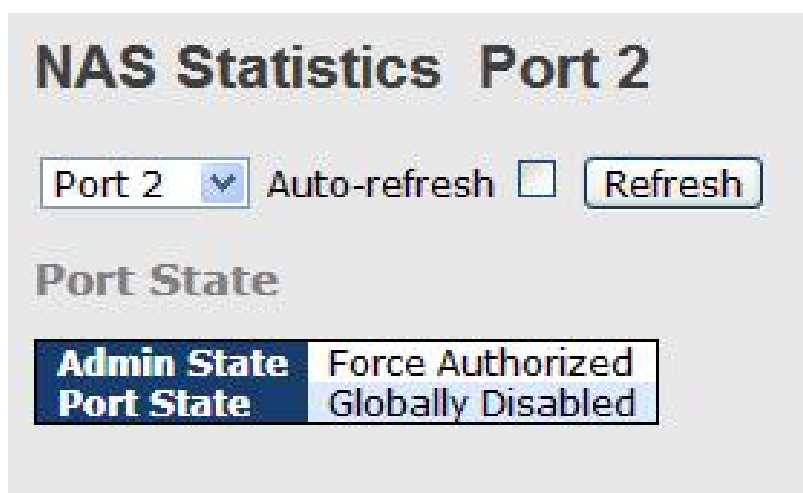 NAS Statistics Port 2
Port 2 Auto-refresh Refresh
Port State
Admin State Force Authorized
Port State Globally Disabled